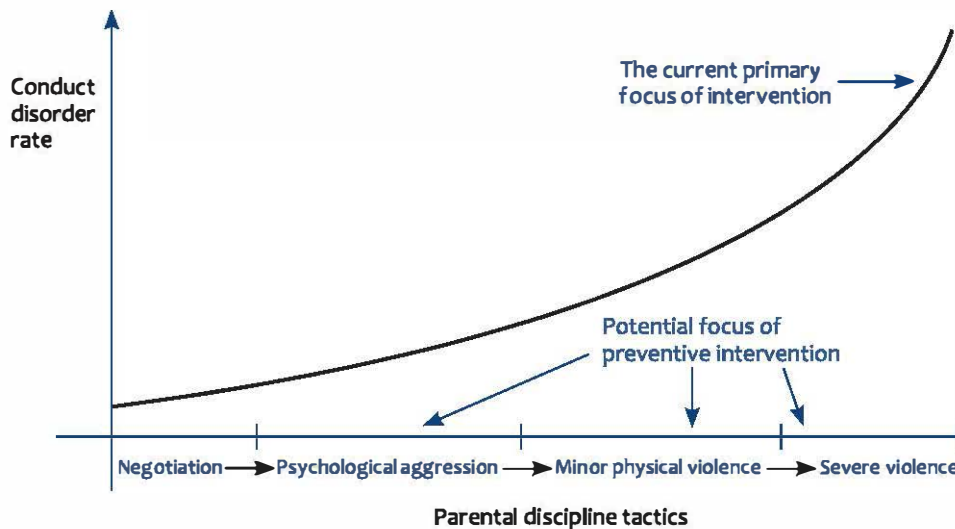 Conduct
disorder
rate
The current primary
focus of intervention
Potential focus of
preventive intervention
Negotiation Psychological aggression Minor physical violence Severe violence
Parental discipline tactics